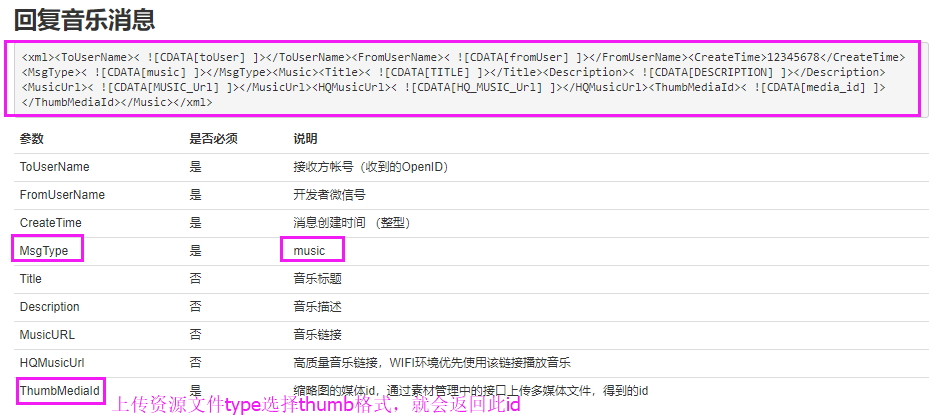 回复音乐消息
<xml><ToUserName>< ![CDATA[toUser] ]></ToUserName><FromUserName>< ![CDATA[fromUser] ]></FromUserName><CreateTime>12345678</CreateTime>
<MsgType>< ![CDATA[music] ]></MsgType><Music><Title>< ![CDATA[TITLE] ]></Title><Description>< ![CDATA[DESCRIPTION] ]></Description>
<MusicUrl>< ![CDATA[MUSIC_Url] ]></MusicUrl><HQMusicUrl>< ![CDATA[HQ_MUSIC_Url] ]></HQMusicUrl><ThumbMediaId>< ![CDATA[media_id] ]>
</ThumbMediaId></Music></xml>
参数 是否必须 说明
ToUserName 是 接收方帐号（收到的OpenID）
FromUserName 是 开发者微信号
CreateTime 是 消息创建时间 （整型）
MsgType 是 music
Title 否 音乐标题
Description 否 音乐描述
MusicURL 否 音乐链接
HQMusicUrl 否 高质量音乐链接，WIFI环境优先使用该链接播放音乐
ThumbMediaId 是 缩略图的媒体id，通过素材管理中的接口上传多媒体文件，得到的id
上传资源文件type选择thumb格式，就会返回此id